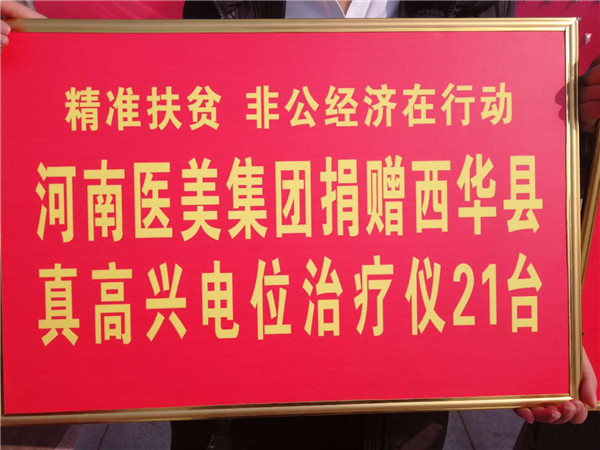 精准扶贫 非公经济在行动
河南医美集团捐赠西华县
真高兴电位治疗仪21台